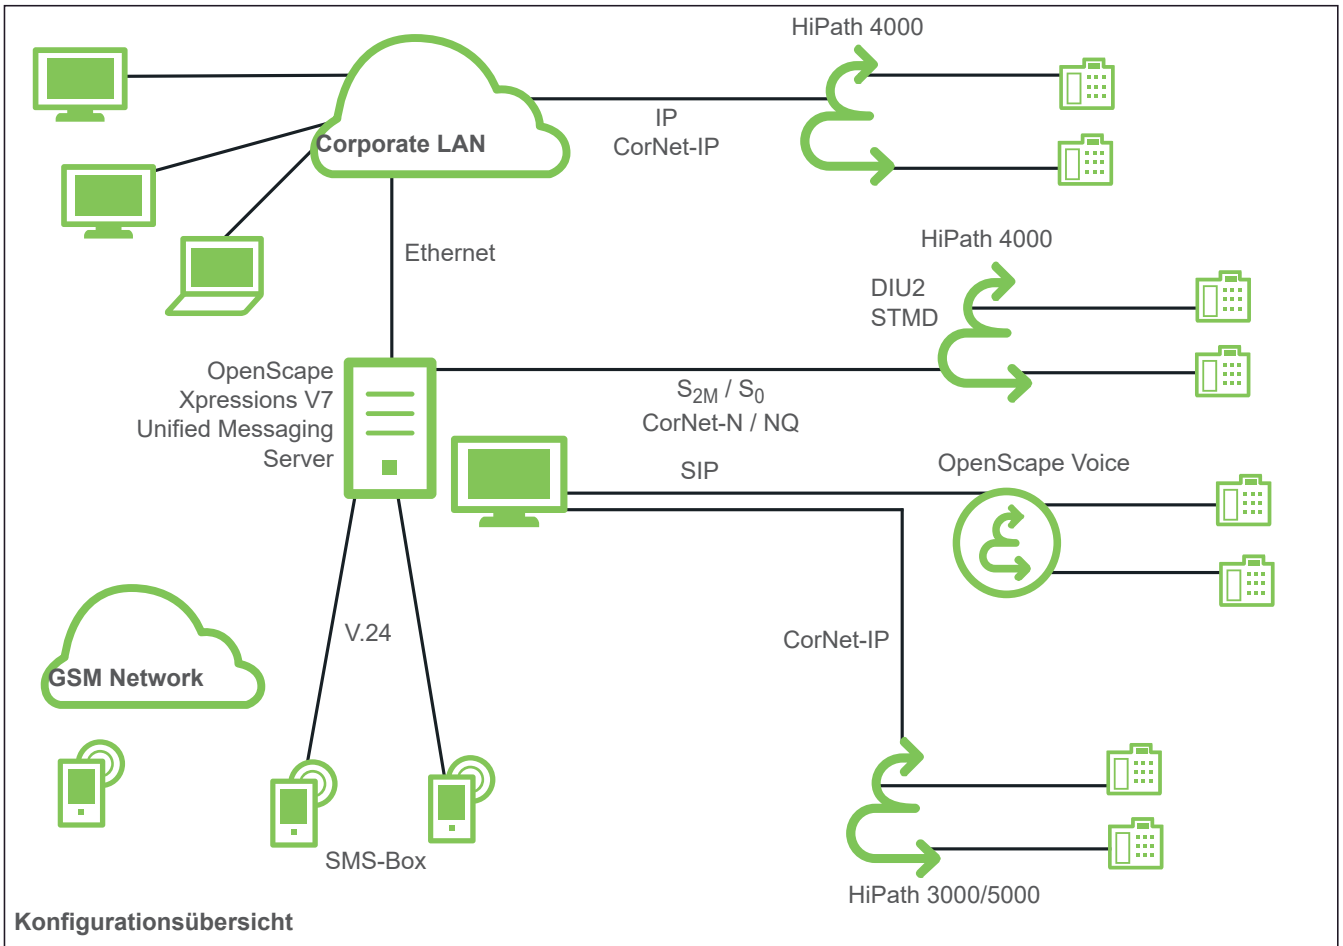 HiPath 4000
IP
CorNet-IP
Corporate LAN
Ethernet
HiPath 4000
DIU2
STMD
OpenScape
Xpressions V7
Unified Messaging
Server
S2M / S0
CorNet-N / NQ
SIP
OpenScape Voice
V.24
CorNet-IP
GSM Network
SMS-Box
HiPath 3000/5000
Konfigurationsübersicht